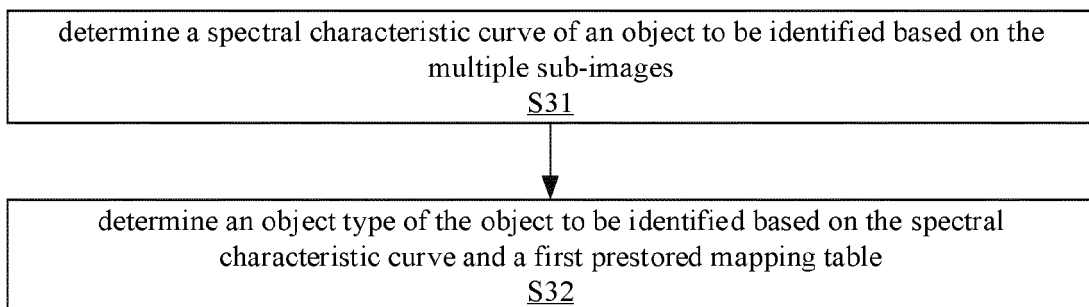 determine a spectral characteristic curve of an object to be identified based on the
multiple sub-images
S31
determine an object type of the object to be identified based on the spectral
characteristic curve and a first prestored mapping table
S32